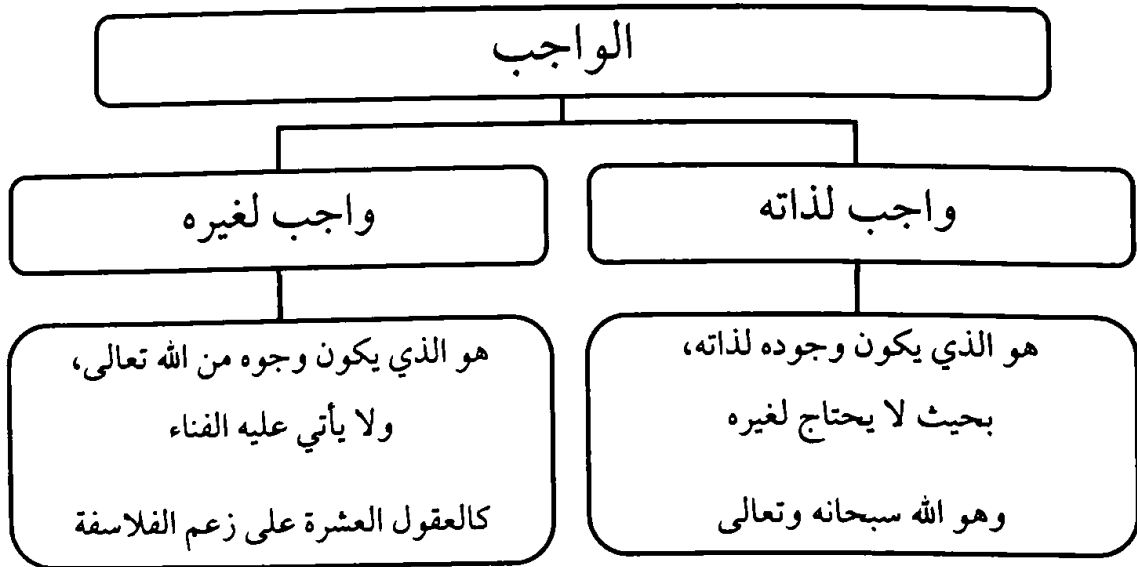 الواجب
واجب لذاته
واجب لغيره
هو الذي يكون وجوده لذاته،
بحيث لا يحتاج لغيره
وهو الله سبحانه وتعالى
هو الذي يكون وجوه من الله تعالى،
ولا يأتي عليه الفناء
كالعقول العشرة على زعم الفلاسفة